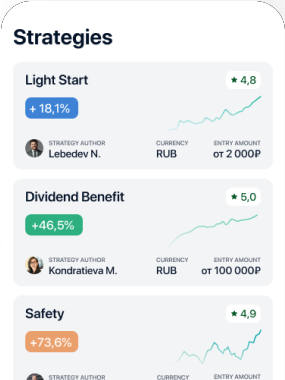 Strategies
Light Start
★ 4,8
+ 18,1%
STRATEGY AUTHOR
Lebedev N.
CURRENCY
RUB
ENTRY AMOUNT
от 2 000₽
Dividend Benefit
★ 5,0
+46,5%
STRATEGY AUTHOR
Kondratieva M.
CURRENCY
RUB
ENTRY AMOUNT
от 100 000₽
Safety
★ 4,9
+73,6%
STRATEGY AUTHOR
CURRENCY
ENTRY AMOUNT